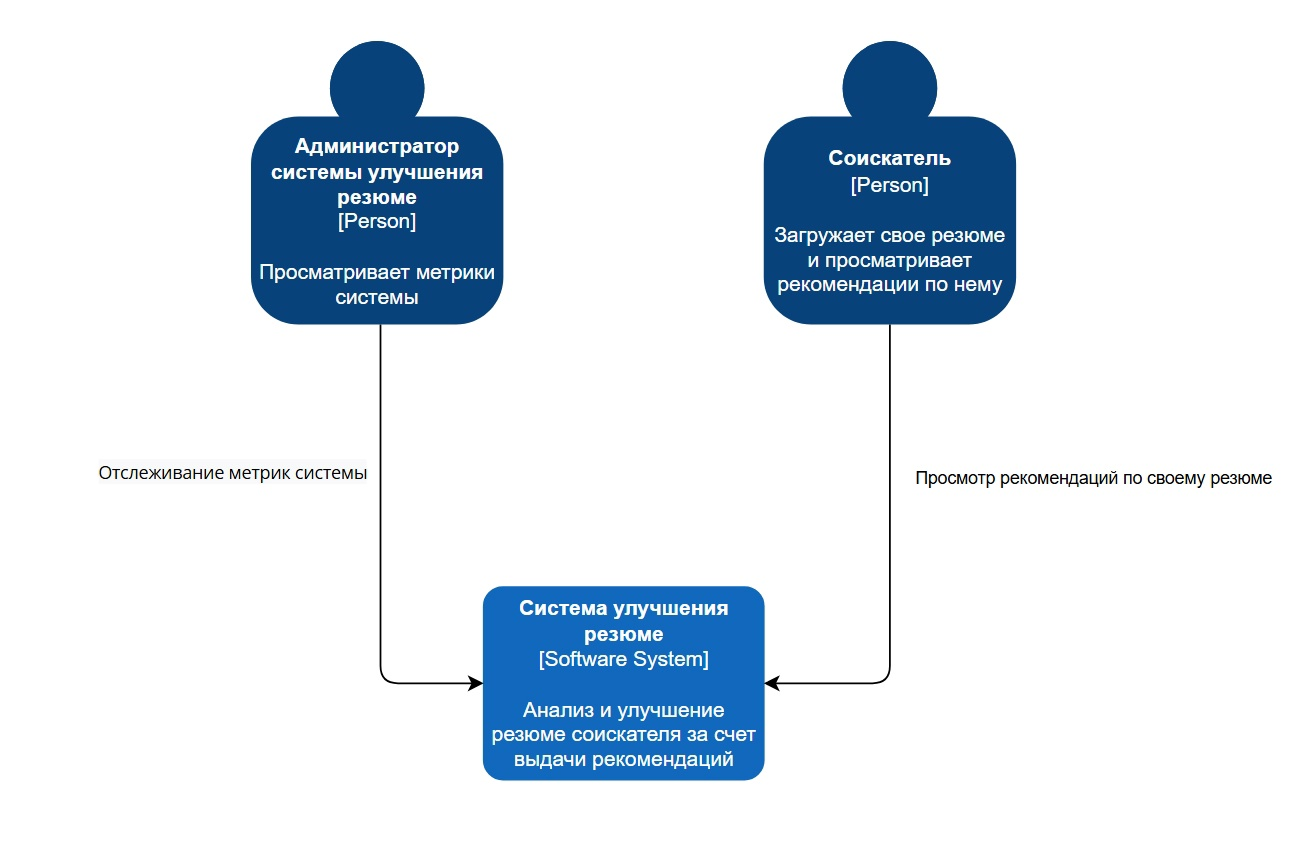 Администратор
системы улучшения
резюме
[Person]
Просматривает метрики
системы
Соискатель
[Person]
Загружает свое резюме
и просматривает
рекомендации по нему
Отслеживание метрик системы
Просмотр рекомендаций по своему резюме
Система улучшения
резюме
[Software System]
Анализ и улучшение
резюме соискателя за счет
выдачи рекомендаций